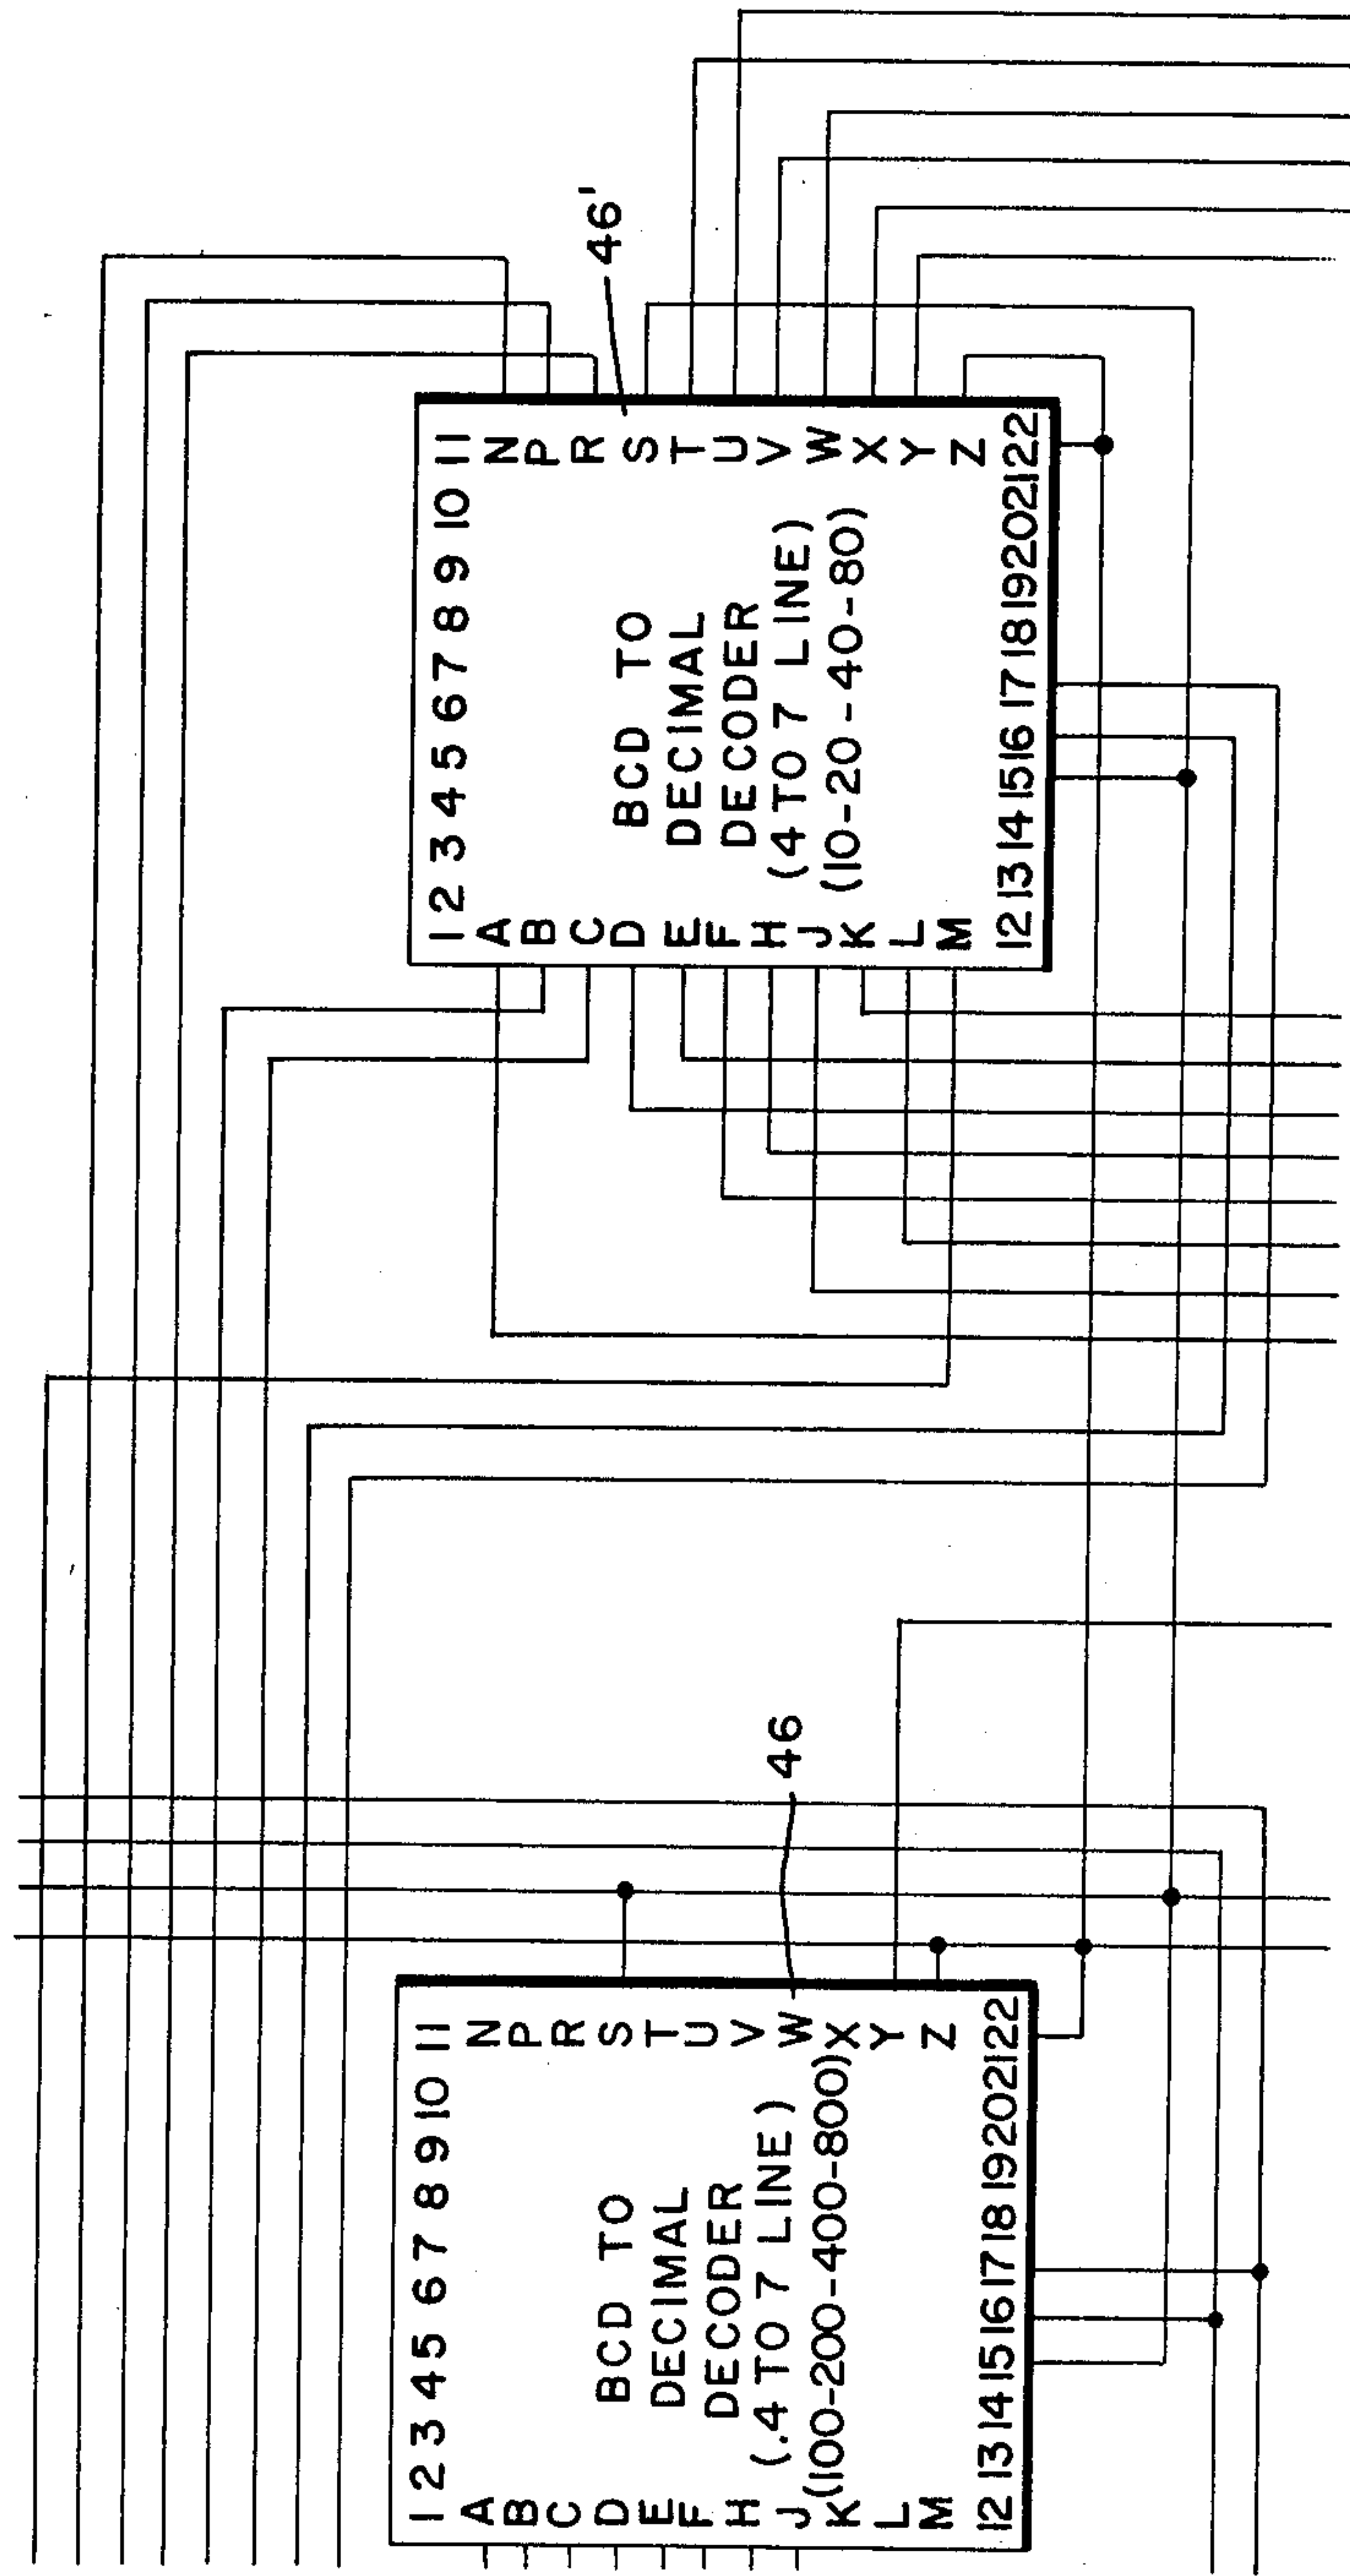 46'
1 2 3 4 5 6 7 8 9 10 11
A N
B P
C R
D S
E T
F U
H V
J W
K X
L Y
M Z
BCD TO
DECIMAL
DECODER
(4 TO 7 LINE)
(10-20-40-80)
12 13 14 15 16 17 18 19 20 21 22
46
1 2 3 4 5 6 7 8 9 10 11
A N
B P
C R
D S
E T
F U
H V
J W
K X
L Y
M Z
BCD TO
DECIMAL
DECODER
(.4 TO 7 LINE)
(100-200-400-800)
12 13 14 15 16 17 18 19 20 21 22